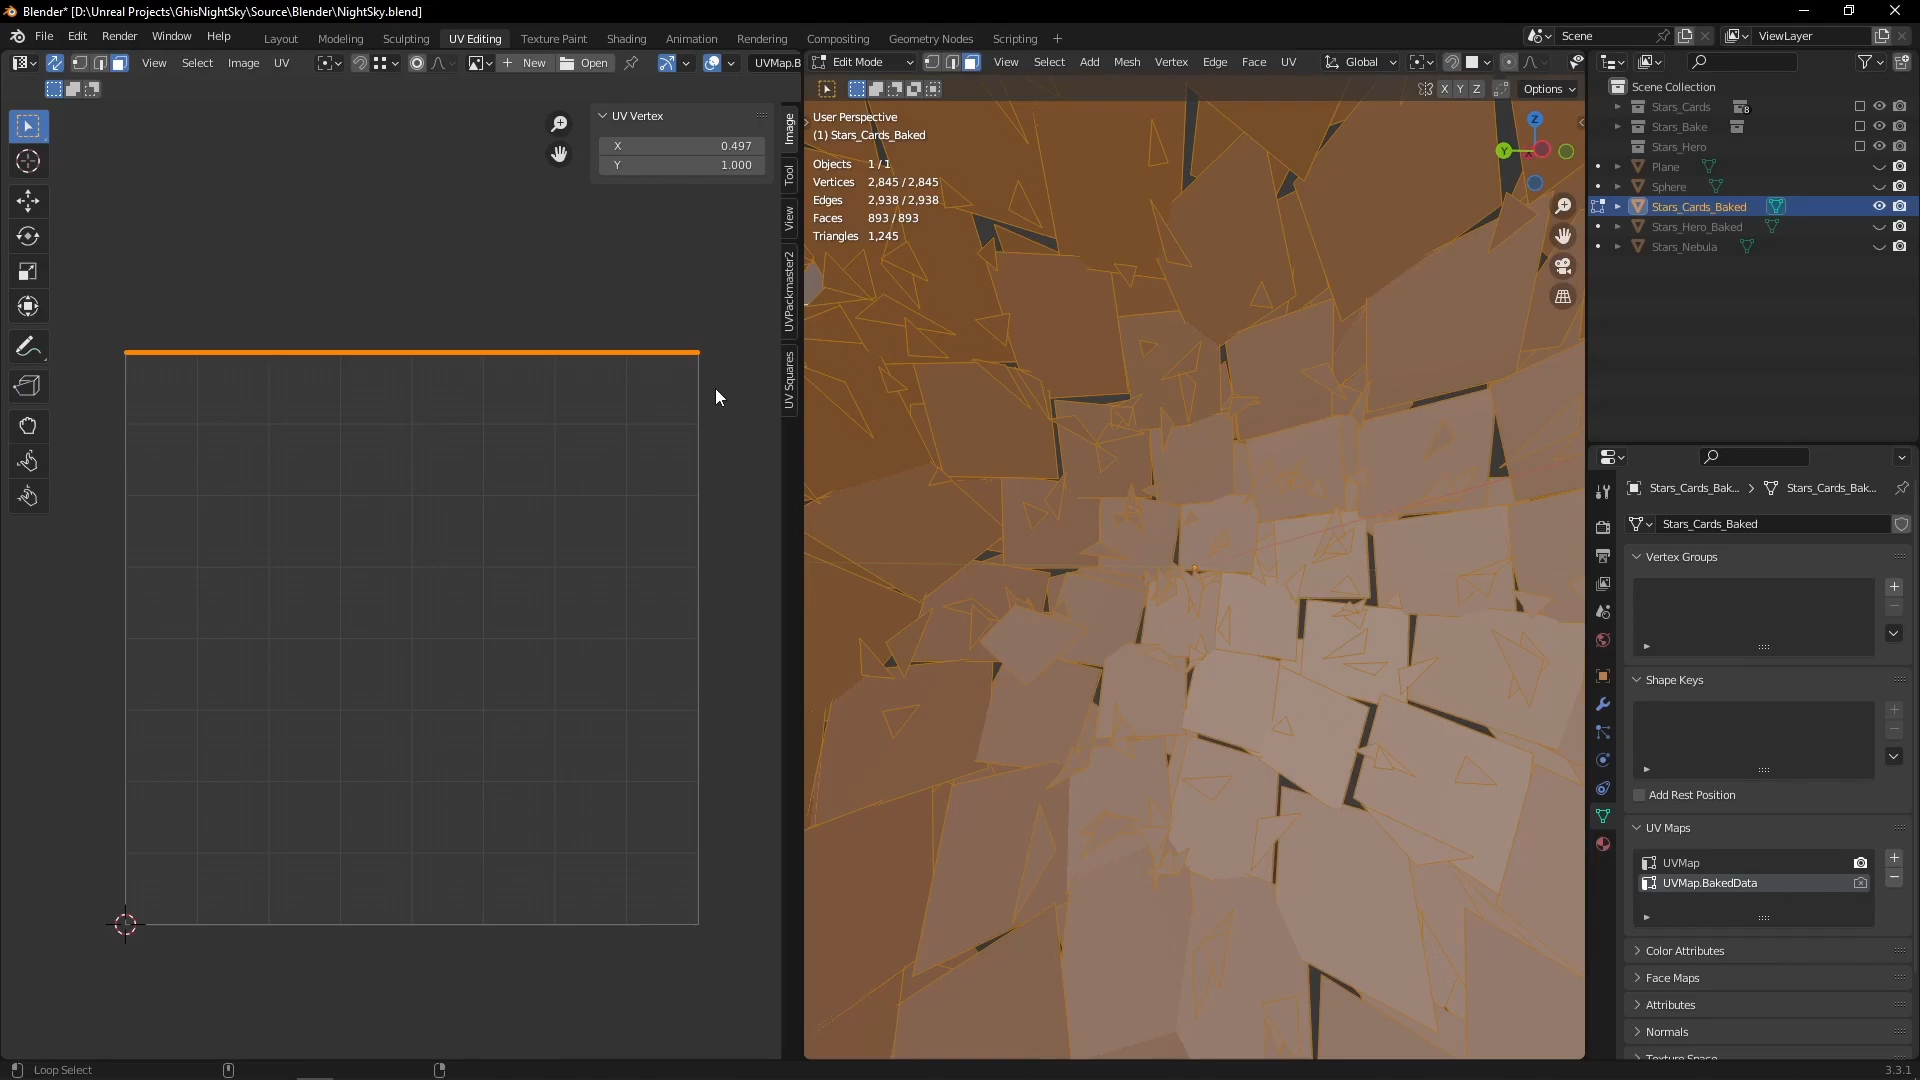 Blender* [D:\Unreal Projects\GhisNightSky\Source\Blender\NightSky.blend]
File Edit Render Window Help
Layout Modeling Sculpting UV Editing Texture Paint Shading Animation Rendering Compositing Geometry Nodes Scripting +
Scene
ViewLayer
View Select Image UV
New
Open
UVMap.B
Edit Mode
View Select Add Mesh Vertex Edge Face UV
Global
X Y Z
Options
UV Vertex
X 0.497
Y 1.000
Image
Tool
View
UVPackmaster2
UV Squares
User Perspective
(1) Stars_Cards_Baked
Objects 1 / 1
Vertices 2,845 / 2,845
Edges 2,938 / 2,938
Faces 893 / 893
Triangles 1,245
Z
Y
X
Scene Collection
Stars_Cards
8
Stars_Bake
Stars_Hero
Plane
Sphere
Stars_Cards_Baked
Stars_Hero_Baked
Stars_Nebula
Stars_Cards_Bak... > Stars_Cards_Bak...
Stars_Cards_Baked
Vertex Groups
Shape Keys
Add Rest Position
UV Maps
UVMap
UVMap.BakedData
Color Attributes
Face Maps
Attributes
Normals
Texture Space
Loop Select
3.3.1